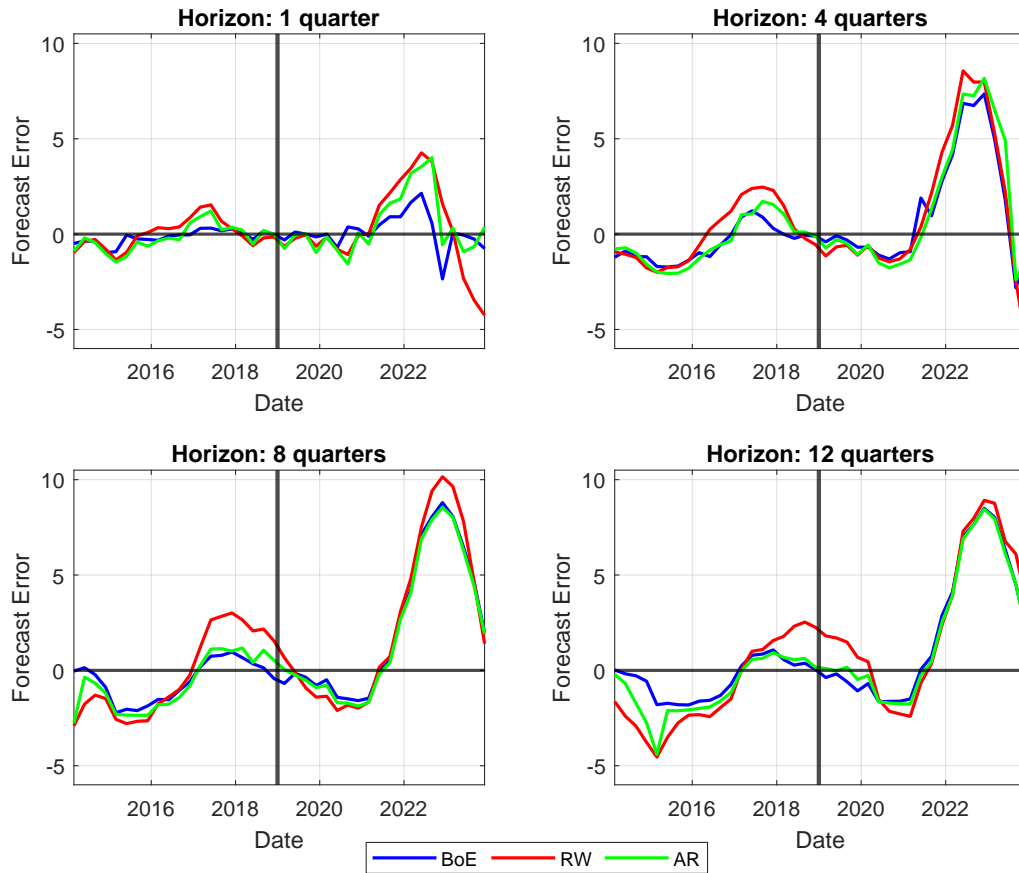 Horizon: 1 quarter
Forecast Error
10
5
0
-5
2016 2018 2020 2022
Date
Horizon: 4 quarters
Forecast Error
10
5
0
-5
2016 2018 2020 2022
Date
Horizon: 8 quarters
Forecast Error
10
5
0
-5
2016 2018 2020 2022
Date
Horizon: 12 quarters
Forecast Error
10
5
0
-5
2016 2018 2020 2022
Date
BoE RW AR